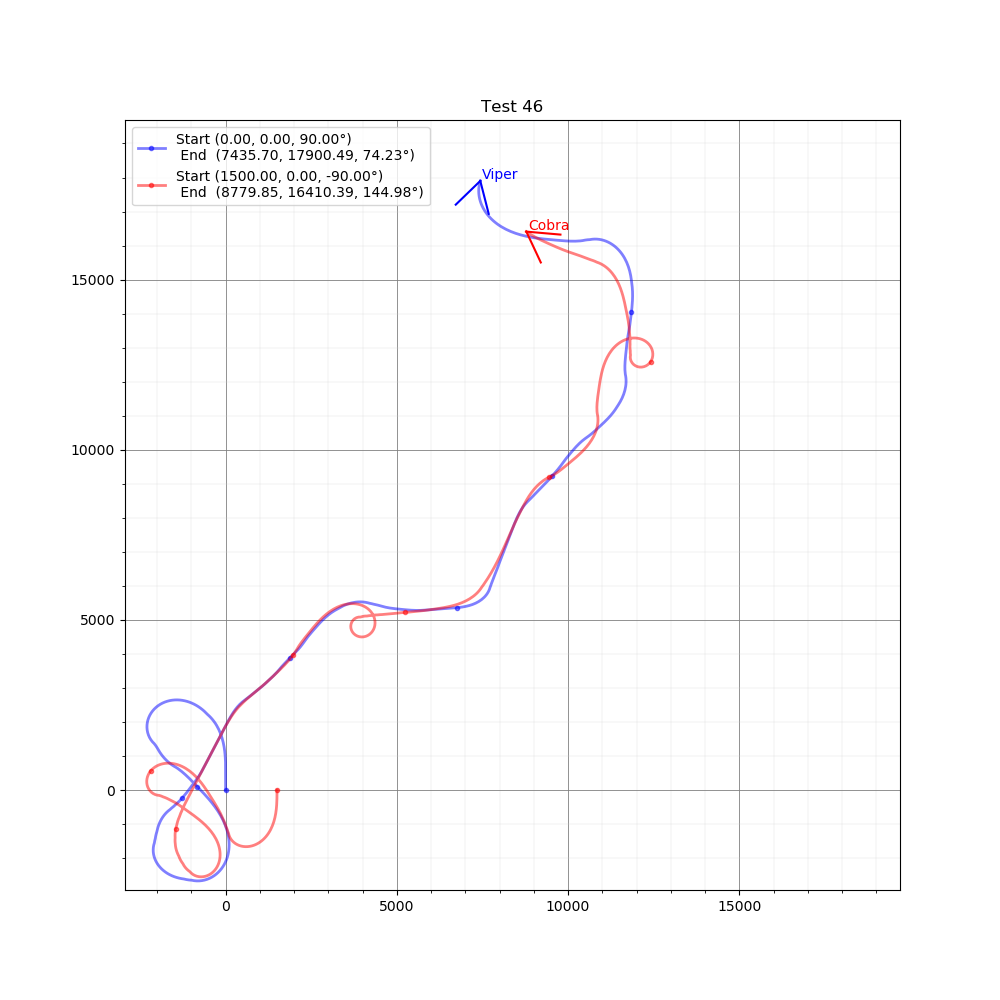 Test 46
Start (0.00, 0.00, 90.00°)
End  (7435.70, 17900.49, 74.23°)
Start (1500.00, 0.00, -90.00°)
End  (8779.85, 16410.39, 144.98°)
Viper
Cobra
15000
10000
5000
0
0
5000
10000
15000